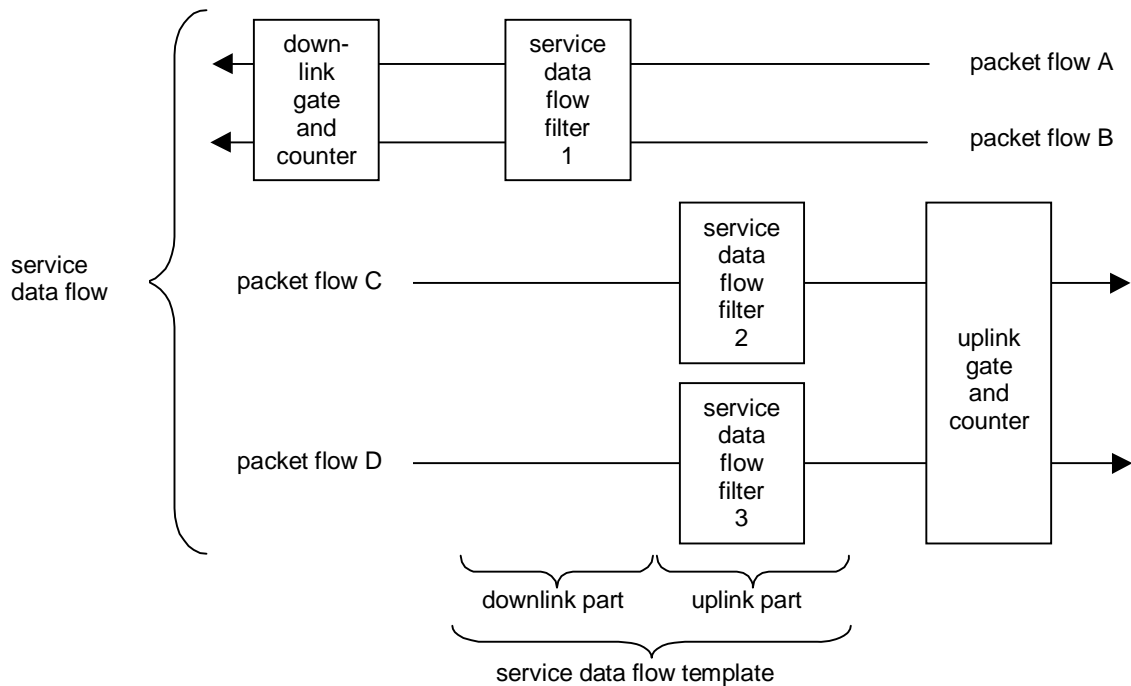 down-
link
gate
and
counter
service
data
flow
filter
1
packet flow A
packet flow B
service
data flow
packet flow C
service
data
flow
filter
2
uplink
gate
and
counter
packet flow D
service
data
flow
filter
3
downlink part
uplink part
service data flow template